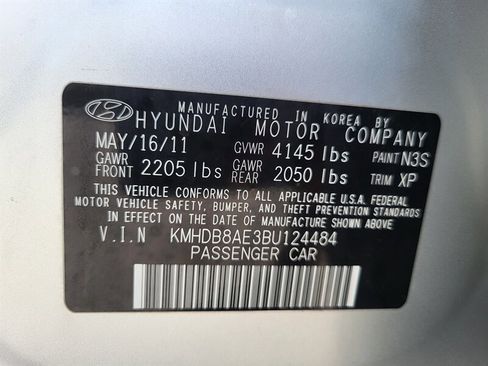 MANUFACTURED IN KOREA BY
HYUNDAI MOTOR COMPANY
MAY/16/11 GVWR 4145 lbs PAINT N3S
GAWR FRONT 2205 lbs GAWR REAR 2050 lbs TRIM XP
THIS VEHICLE CONFORMS TO ALL APPLICABLE U.S.A. FEDERAL
MOTOR VEHICLE SAFETY, BUMPER, AND THEFT PREVENTION STANDARDS
IN EFFECT ON THE DATE OF MANUFACTURE SHOWN ABOVE.
V.I.N KMHDB8AE3BU124484
PASSENGER CAR